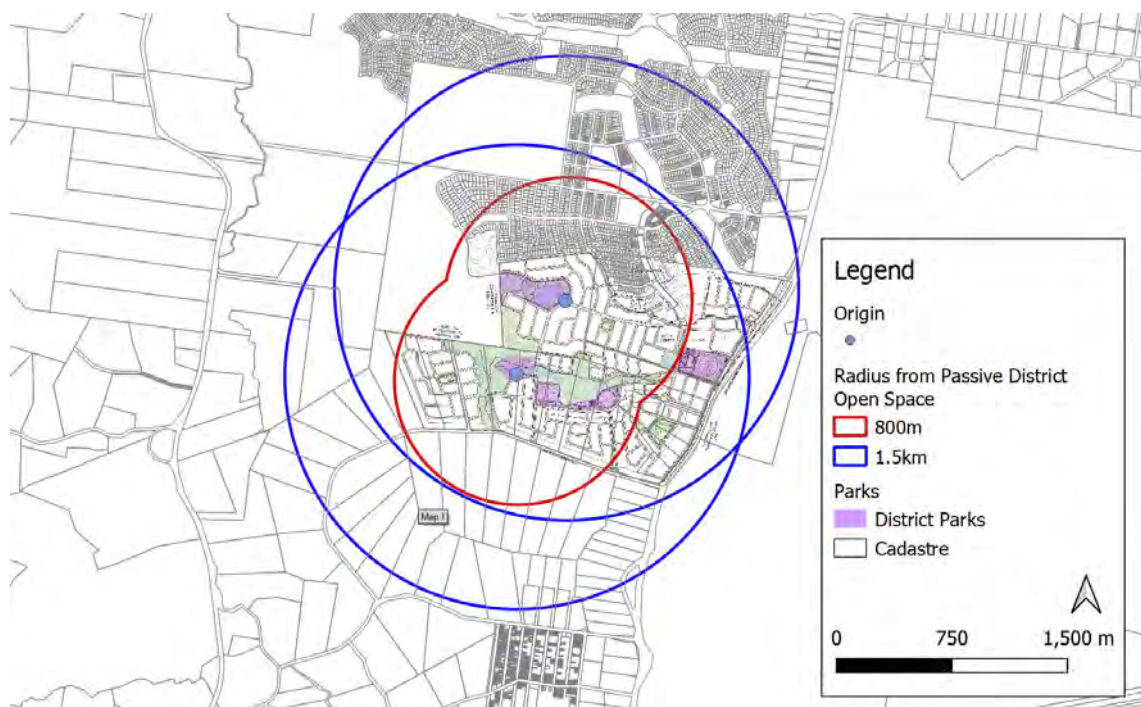 Map 1
Legend
Origin
Radius from Passive District
Open Space
800m
1.5km
Parks
District Parks
Cadastre
0 750 1,500 m